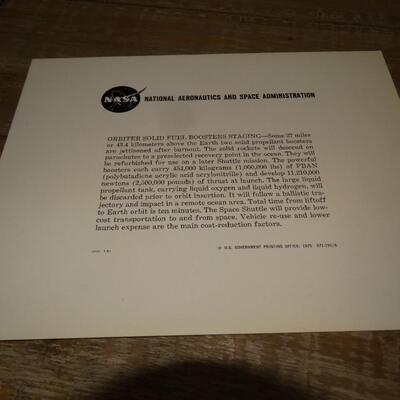 NASA NATIONAL AERONAUTICS AND SPACE ADMINISTRATION
ORBITER SOLID FUEL BOOSTERS STAGING—Some 27 miles
or 43.4 kilometers above the Earth two solid propellant boosters
are jettisoned after burnout. The solid rockets will descend on
parachutes to a preselected recovery point in the ocean. They will
be refurbished for use on a later Shuttle mission. The powerful
boosters each carry 454,000 kilograms (1,000,000 lbs) of PBAN
(polybutadiene acrylic acid acrylonitrile) and develop 11,210,000
newtons (2,500,000 pounds) of thrust at launch. The large liquid
propellant tank, carrying liquid oxygen and liquid hydrogen, will
be discarded prior to orbit insertion. It will follow a ballistic tra-
jectory and impact in a remote ocean area. Total time from liftoff
to Earth orbit is ten minutes. The Space Shuttle will provide low-
cost transportation to and from space. Vehicle re-use and lower
launch expense are the main cost-reduction factors.
U.S. GOVERNMENT PRINTING OFFICE: 1975